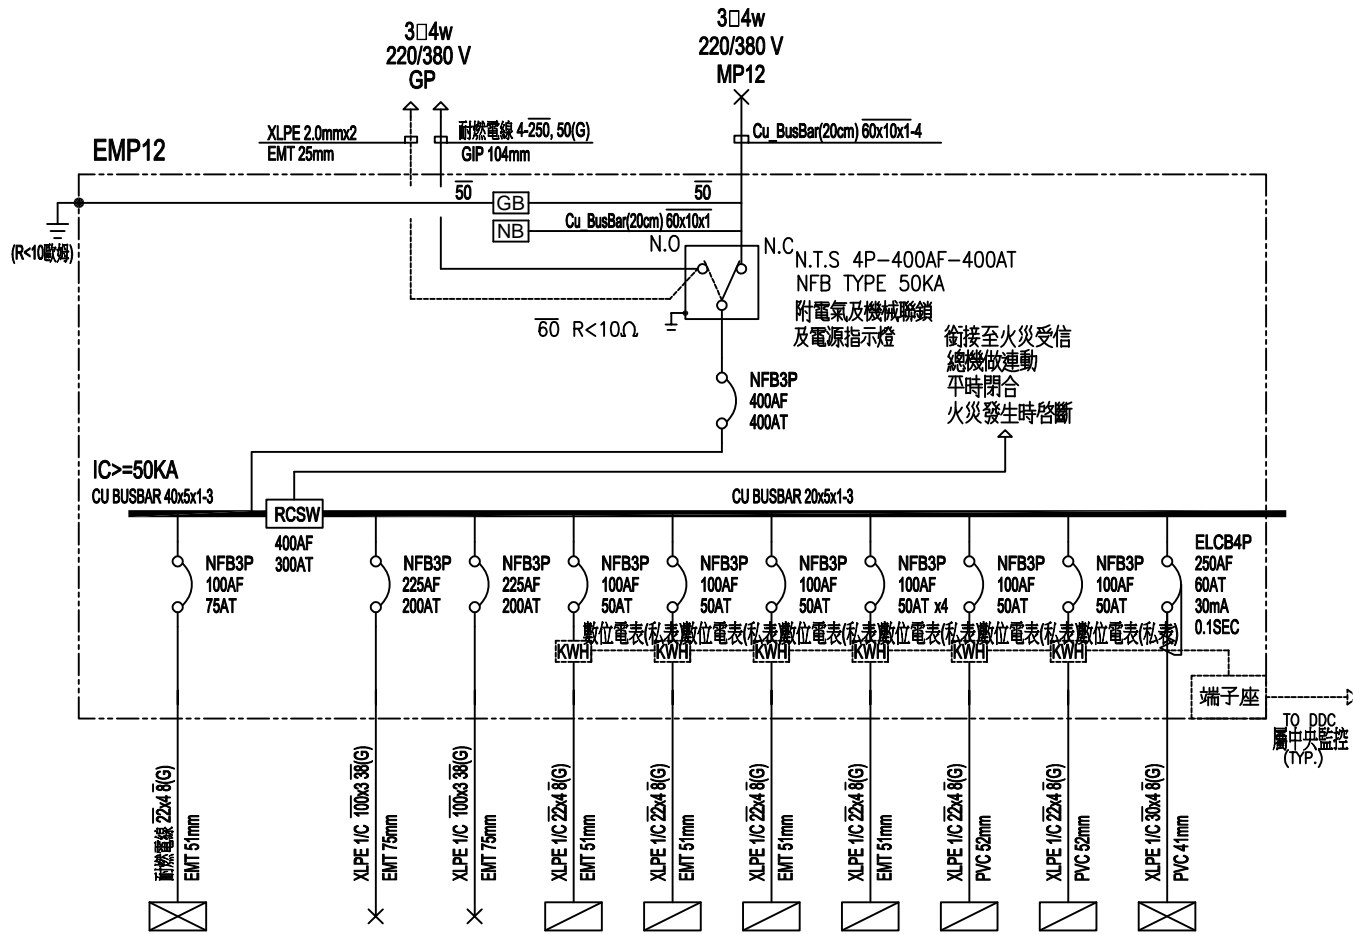 3□4w
220/380 V
GP
3□4w
220/380 V
MP12
XLPE 2.0mmx2
EMT 25mm
耐燃電線 4-250, 50(G)
GIP 104mm
Cu_BusBar(20cm) 60x10x1-4
EMP12
50
GB
50
NB
Cu_BusBar(20cm) 60x10x1
(R<10歐姆)
N.O
N.C
N.T.S 4P-400AF-400AT
NFB TYPE 50KA
附電氣及機械聯鎖
及電源指示燈
60 R<10Ω
銜接至火災受信
總機做連動
平時閉合
火災發生時啓斷
NFB3P
400AF
400AT
IC>=50KA
CU BUSBAR 40x5x1-3
CU BUSBAR 20x5x1-3
RCSW
400AF
300AT
NFB3P
100AF
75AT
NFB3P
225AF
200AT
NFB3P
225AF
200AT
NFB3P
100AF
50AT
NFB3P
100AF
50AT
NFB3P
100AF
50AT
NFB3P
100AF
50AT x4
NFB3P
100AF
50AT
NFB3P
100AF
50AT
ELCB4P
250AF
60AT
30mA
0.1SEC
數位電表(私表)
數位電表(私表)
數位電表(私表)
數位電表(私表)
數位電表(私表)
數位電表(私表)
KWH
KWH
KWH
KWH
KWH
KWH
端子座
TO DDC
屬中央監控
(TYP.)
耐燃電線 22x4 8(G)
EMT 51mm
XLPE 1/C 100x3 38(G)
EMT 75mm
XLPE 1/C 100x3 38(G)
EMT 75mm
XLPE 1/C 22x4 8(G)
EMT 51mm
XLPE 1/C 22x4 8(G)
EMT 51mm
XLPE 1/C 22x4 8(G)
EMT 51mm
XLPE 1/C 22x4 8(G)
EMT 51mm
XLPE 1/C 22x4 8(G)
PVC 52mm
XLPE 1/C 22x4 8(G)
PVC 52mm
XLPE 1/C 30x4 8(G)
PVC 41mm